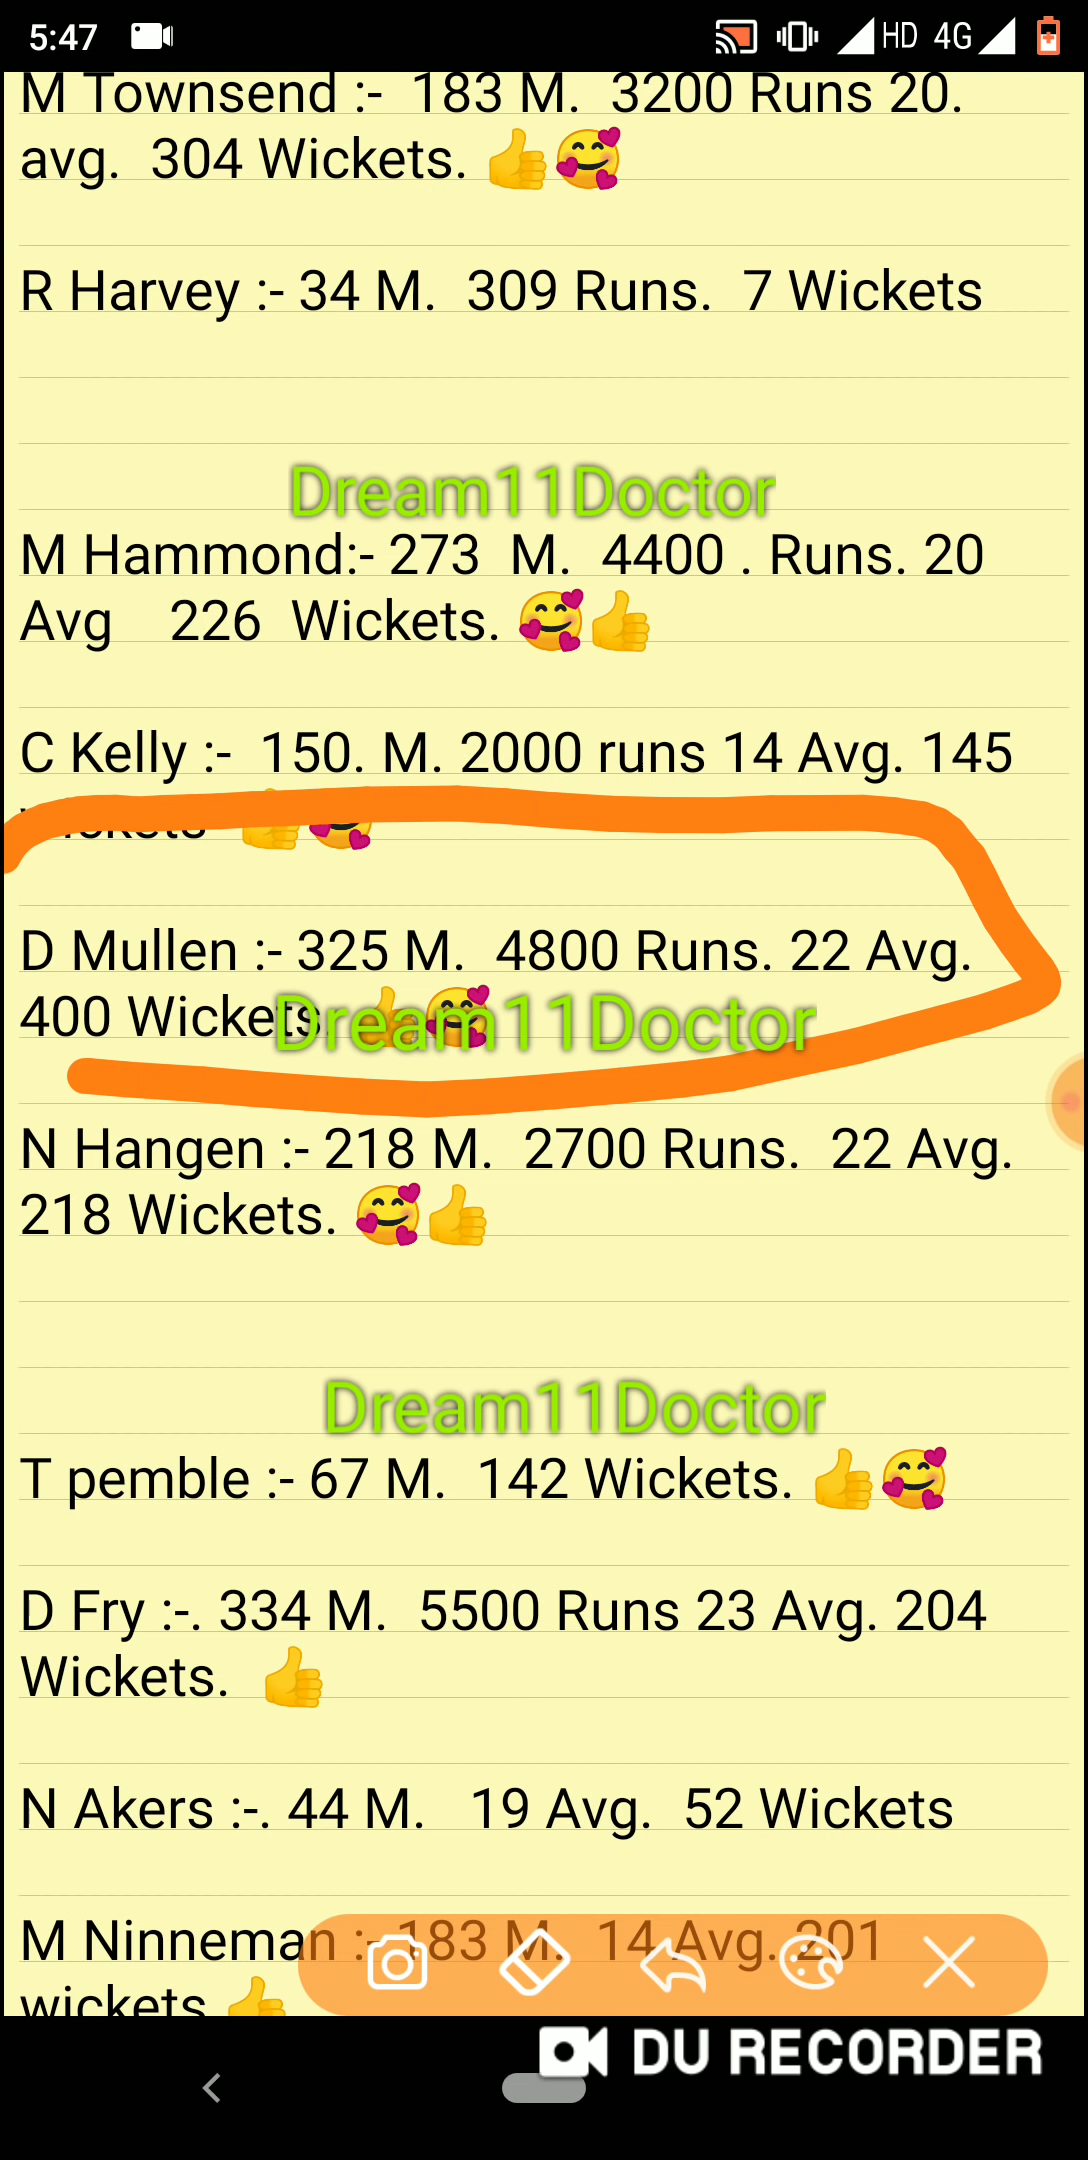 5:47 HD 4G
M Townsend :- 183 M. 3200 Runs 20.
avg. 304 Wickets. 👍🥰
R Harvey :- 34 M. 309 Runs. 7 Wickets
Dream11Doctor
M Hammond:- 273 M. 4400 . Runs. 20
Avg 226 Wickets. 🥰👍
C Kelly :- 150. M. 2000 runs 14 Avg. 145
wickets 👍🥰
D Mullen :- 325 M. 4800 Runs. 22 Avg.
400 Wickets. 👍🥰
Dream11Doctor
N Hangen :- 218 M. 2700 Runs. 22 Avg.
218 Wickets. 🥰👍
Dream11Doctor
T pemble :- 67 M. 142 Wickets. 👍🥰
D Fry :-. 334 M. 5500 Runs 23 Avg. 204
Wickets. 👍
N Akers :-. 44 M. 19 Avg. 52 Wickets
M Ninneman :- 183 M. 14 Avg. 201
wickets 👍
DU RECORDER